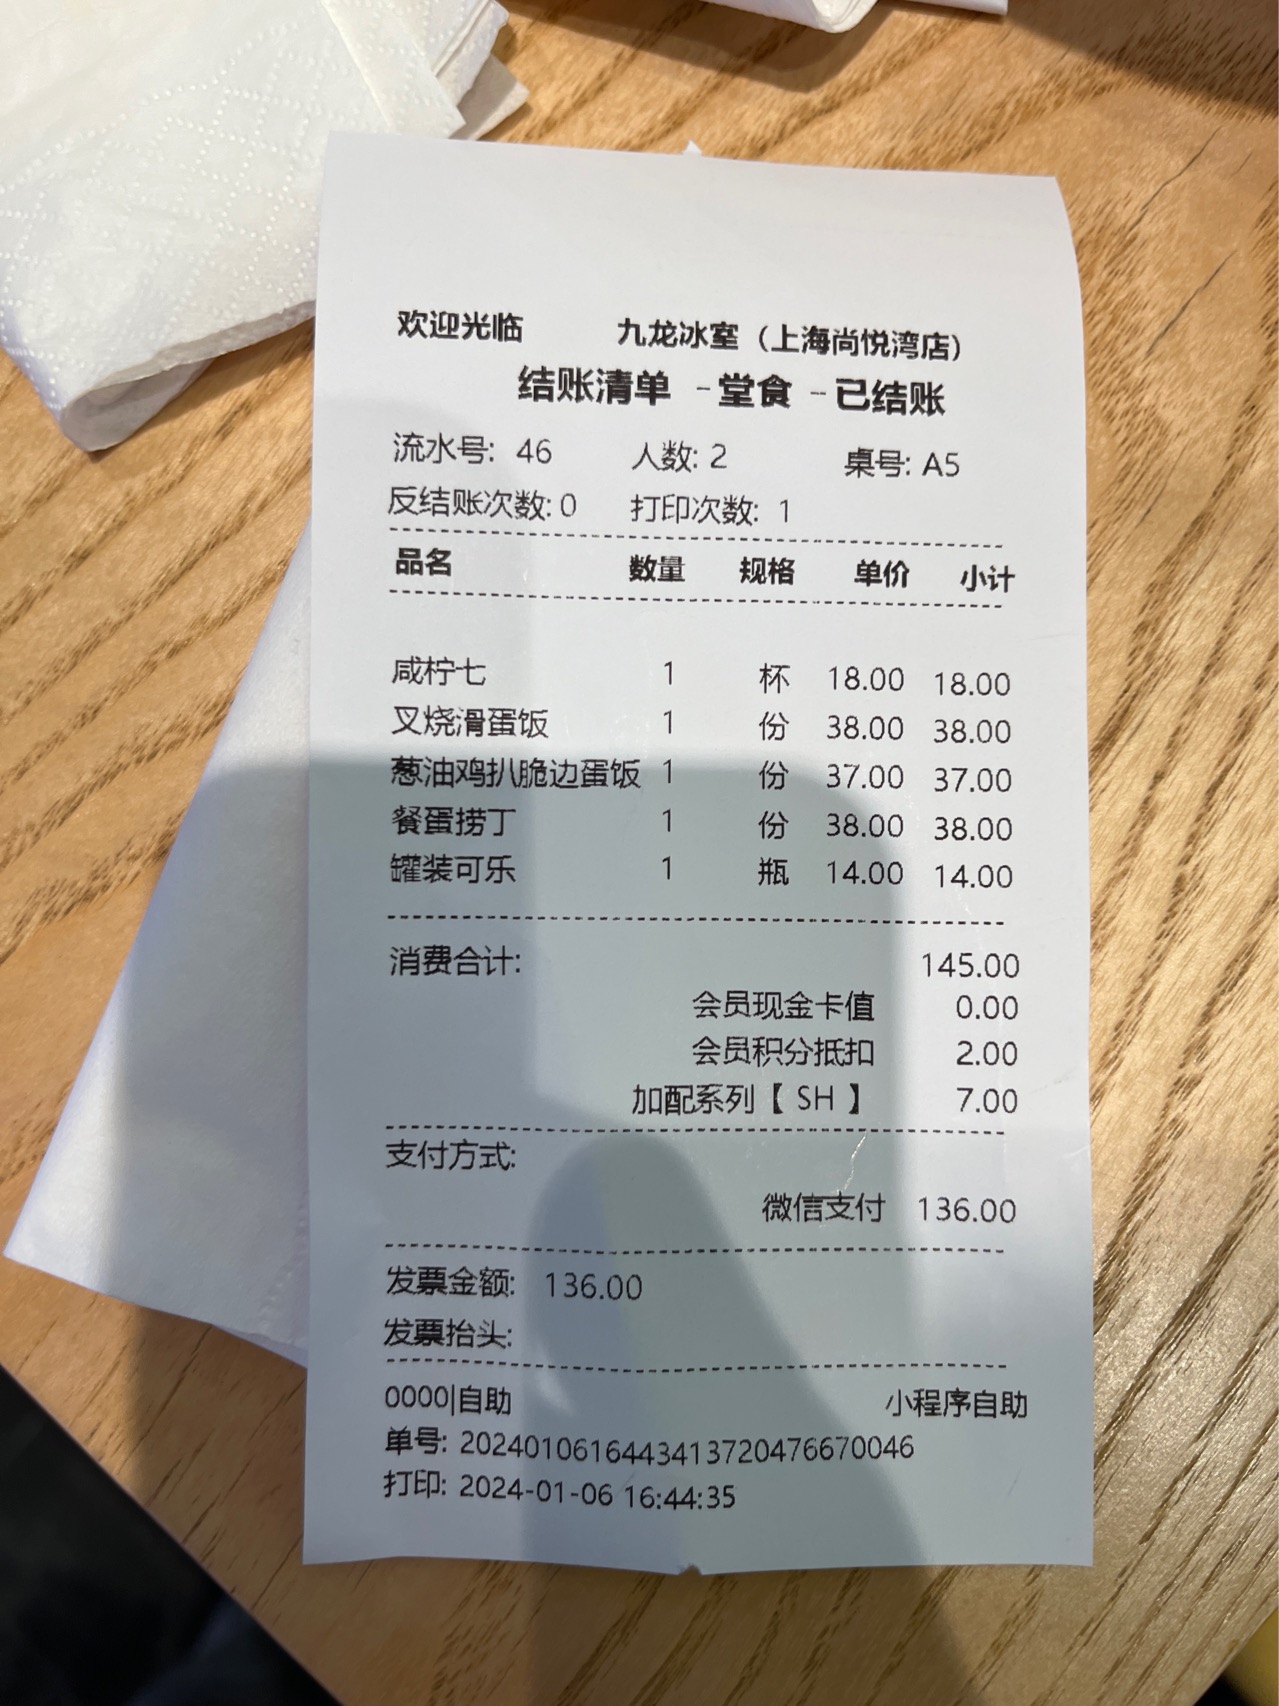 欢迎光临 九龙冰室（上海尚悦湾店）
结账清单 -堂食 -已结账
流水号: 46 人数: 2 桌号: A5
反结账次数: 0 打印次数: 1
品名 数量 规格 单价 小计
咸柠七 1 杯 18.00 18.00
叉烧滑蛋饭 1 份 38.00 38.00
葱油鸡扒脆边蛋饭 1 份 37.00 37.00
餐蛋捞丁 1 份 38.00 38.00
罐装可乐 1 瓶 14.00 14.00
消费合计: 145.00
会员现金卡值 0.00
会员积分抵扣 2.00
加配系列【 SH 】 7.00
支付方式:
微信支付 136.00
发票金额: 136.00
发票抬头:
0000|自助 小程序自助
单号: 2024010616443413720476670046
打印: 2024-01-06 16:44:35